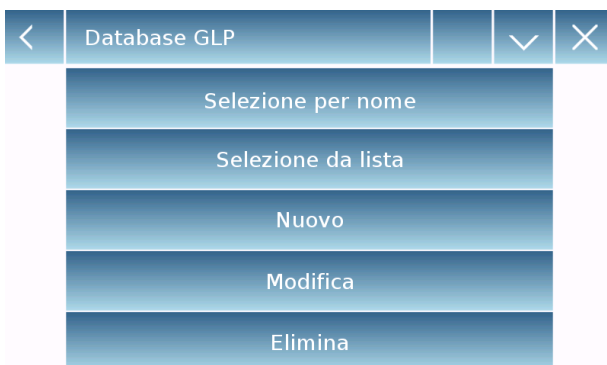 Database GLP
Selezione per nome
Selezione da lista
Nuovo
Modifica
Elimina